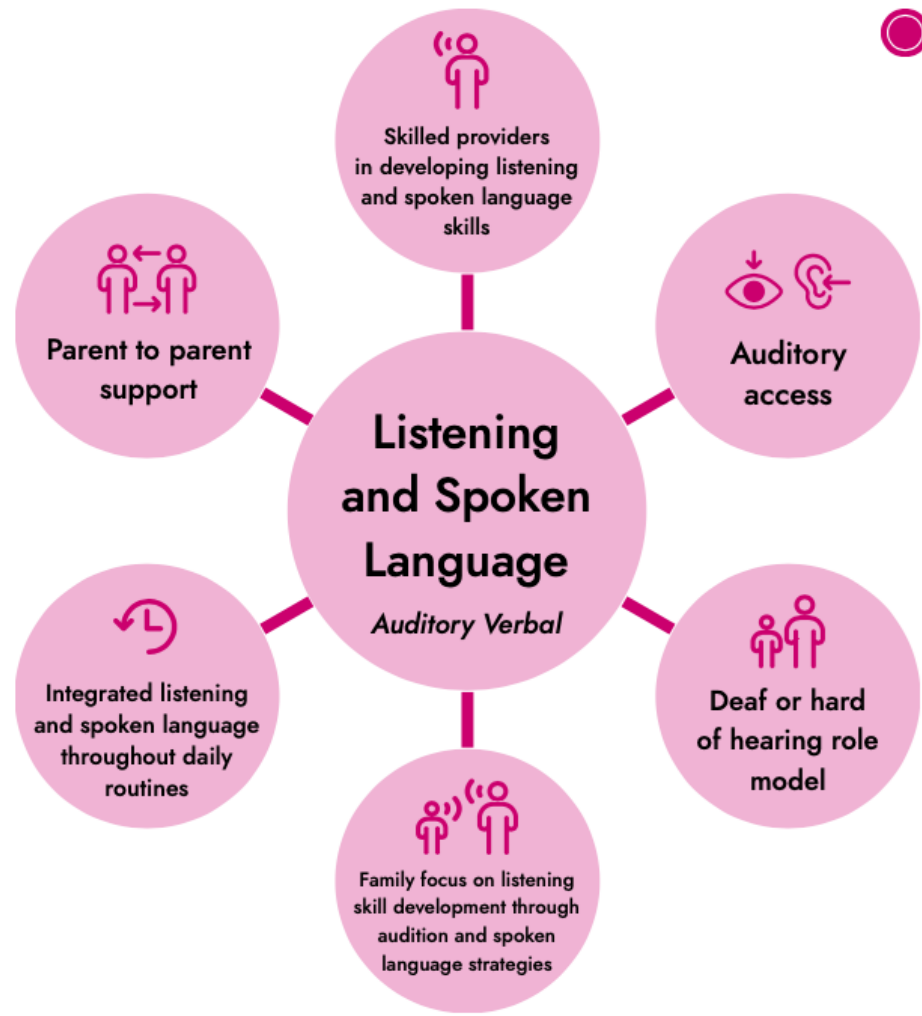 Skilled providers
in developing listening
and spoken language
skills
Parent to parent
support
Auditory
access
Listening
and Spoken
Language
Auditory Verbal
Integrated listening
and spoken language
throughout daily
routines
Deaf or hard
of hearing role
model
Family focus on listening
skill development through
audition and spoken
language strategies